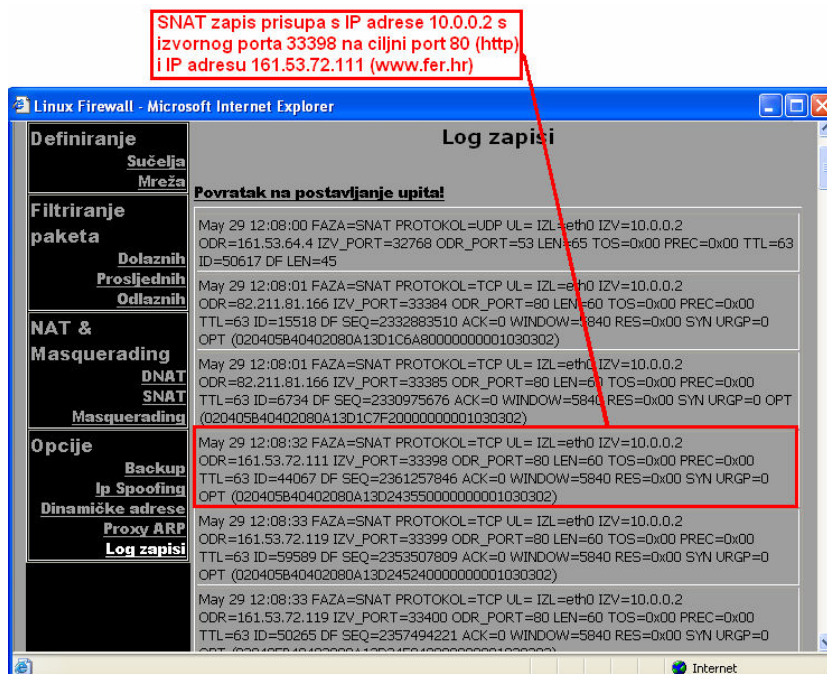 SNAT zapis prisupa s IP adrese 10.0.0.2 s
izvornog porta 33398 na ciljni port 80 (http)
i IP adresu 161.53.72.111 (www.fer.hr)
Linux Firewall - Microsoft Internet Explorer
Definiranje
Sučelja
Mreža
Filtriranje
paketa
Dolaznih
Prosljednih
Odlaznih
NAT &
Masquerading
DNAT
SNAT
Masquerading
Opcije
Backup
Ip Spoofing
Dinamičke adrese
Proxy ARP
Log zapisi
Log zapisi
Povratak na postavljanje upita!
May 29 12:08:00 FAZA=SNAT PROTOKOL=UDP UL= IZL=eth0 IZV=10.0.0.2
ODR=161.53.64.4 IZV_PORT=32768 ODR_PORT=53 LEN=65 TOS=0x00 PREC=0x00 TTL=63
ID=50617 DF LEN=45
May 29 12:08:01 FAZA=SNAT PROTOKOL=TCP UL= IZL=eth0 IZV=10.0.0.2
ODR=82.211.81.166 IZV_PORT=33384 ODR_PORT=80 LEN=60 TOS=0x00 PREC=0x00
TTL=63 ID=15518 DF SEQ=2332883510 ACK=0 WINDOW=5840 RES=0x00 SYN URGP=0
OPT (020405B40402080A13D1C6A80000000001030302)
May 29 12:08:01 FAZA=SNAT PROTOKOL=TCP UL= IZL=eth0 IZV=10.0.0.2
ODR=82.211.81.166 IZV_PORT=33385 ODR_PORT=80 LEN=60 TOS=0x00 PREC=0x00
TTL=63 ID=6734 DF SEQ=2330975676 ACK=0 WINDOW=5840 RES=0x00 SYN URGP=0 OPT
(020405B40402080A13D1C7F20000000001030302)
May 29 12:08:32 FAZA=SNAT PROTOKOL=TCP UL= IZL=eth0 IZV=10.0.0.2
ODR=161.53.72.111 IZV_PORT=33398 ODR_PORT=80 LEN=60 TOS=0x00 PREC=0x00
TTL=63 ID=44067 DF SEQ=2361257846 ACK=0 WINDOW=5840 RES=0x00 SYN URGP=0
OPT (020405B40402080A13D243550000000001030302)
May 29 12:08:33 FAZA=SNAT PROTOKOL=TCP UL= IZL=eth0 IZV=10.0.0.2
ODR=161.53.72.119 IZV_PORT=33399 ODR_PORT=80 LEN=60 TOS=0x00 PREC=0x00
TTL=63 ID=59589 DF SEQ=2353507809 ACK=0 WINDOW=5840 RES=0x00 SYN URGP=0
OPT (020405B40402080A13D245240000000001030302)
May 29 12:08:33 FAZA=SNAT PROTOKOL=TCP UL= IZL=eth0 IZV=10.0.0.2
ODR=161.53.72.119 IZV_PORT=33400 ODR_PORT=80 LEN=60 TOS=0x00 PREC=0x00
TTL=63 ID=50265 DF SEQ=2357494221 ACK=0 WINDOW=5840 RES=0x00 SYN URGP=0
Internet